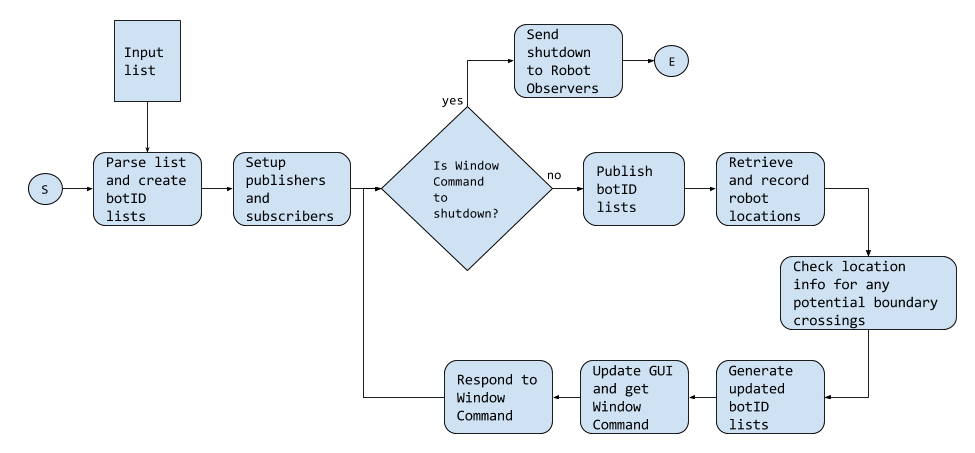 Input
list
Send
shutdown
to Robot
Observers
E
yes
S
Parse list
and create
botID
lists
Setup
publishers
and
subscribers
Is Window
Command
to
shutdown?
no
Publish
botID
lists
Retrieve
and record
robot
locations
Check location
info for any
potential boundary
crossings
Generate
updated
botID
lists
Update GUI
and get
Window
Command
Respond to
Window
Command